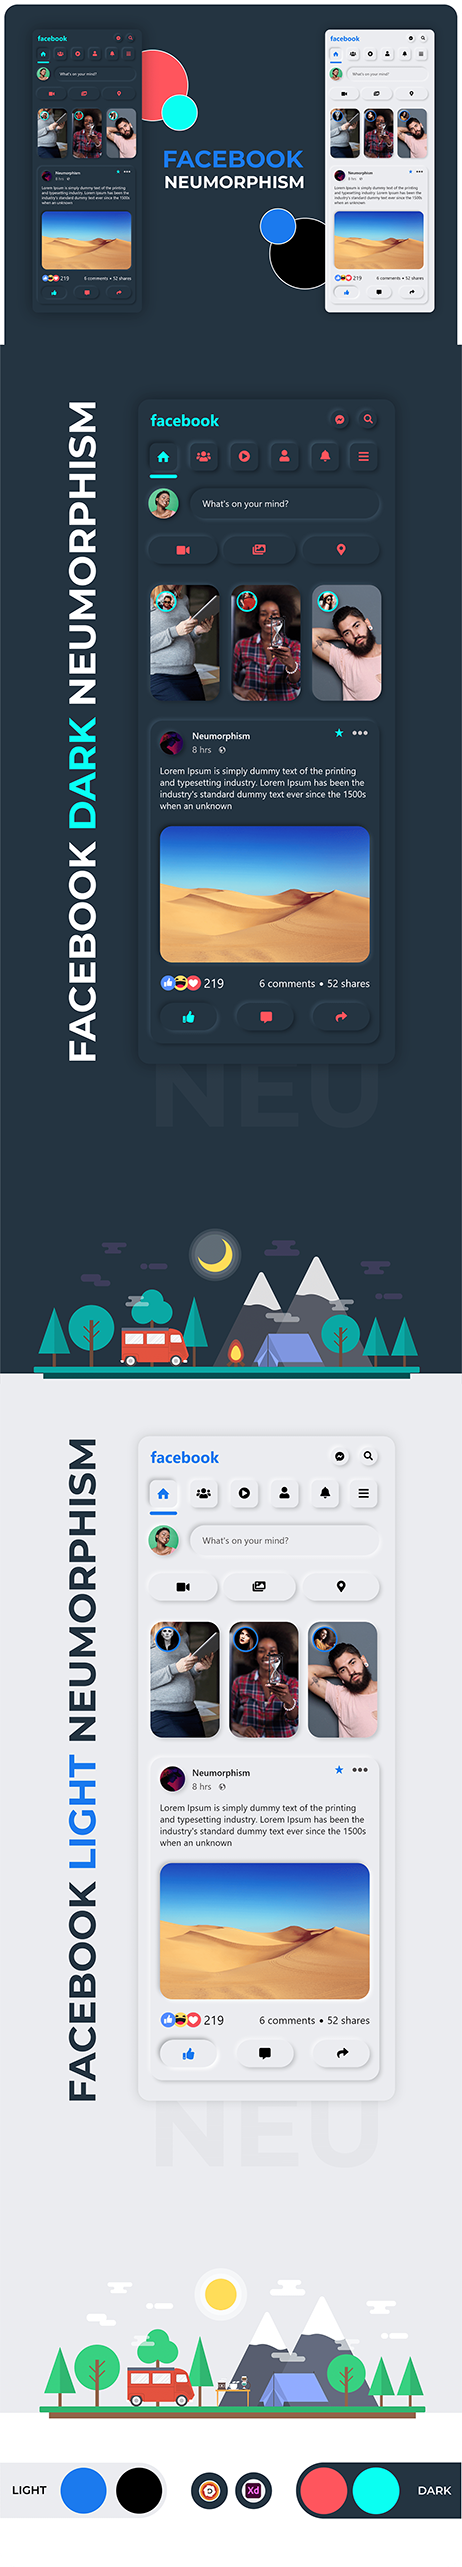 facebook
What's on your mind?
Neumorphism
8 hrs
Lorem Ipsum is simply dummy text of the printing
and typesetting industry. Lorem Ipsum has been the
industry's standard dummy text ever since the 1500s
when an unknown
219
6 comments • 52 shares
FACEBOOK
NEUMORPHISM
facebook
What's on your mind?
Neumorphism
8 hrs
Lorem Ipsum is simply dummy text of the printing
and typesetting industry. Lorem Ipsum has been the
industry's standard dummy text ever since the 1500s
when an unknown
219
6 comments • 52 shares
FACEBOOK DARK NEUMORPHISM
facebook
What's on your mind?
Neumorphism
8 hrs
Lorem Ipsum is simply dummy text of the printing
and typesetting industry. Lorem Ipsum has been the
industry's standard dummy text ever since the 1500s
when an unknown
219
6 comments • 52 shares
NEU
FACEBOOK LIGHT NEUMORPHISM
facebook
What's on your mind?
Neumorphism
8 hrs
Lorem Ipsum is simply dummy text of the printing
and typesetting industry. Lorem Ipsum has been the
industry's standard dummy text ever since the 1500s
when an unknown
219
6 comments • 52 shares
NEU
LIGHT
Xd
DARK